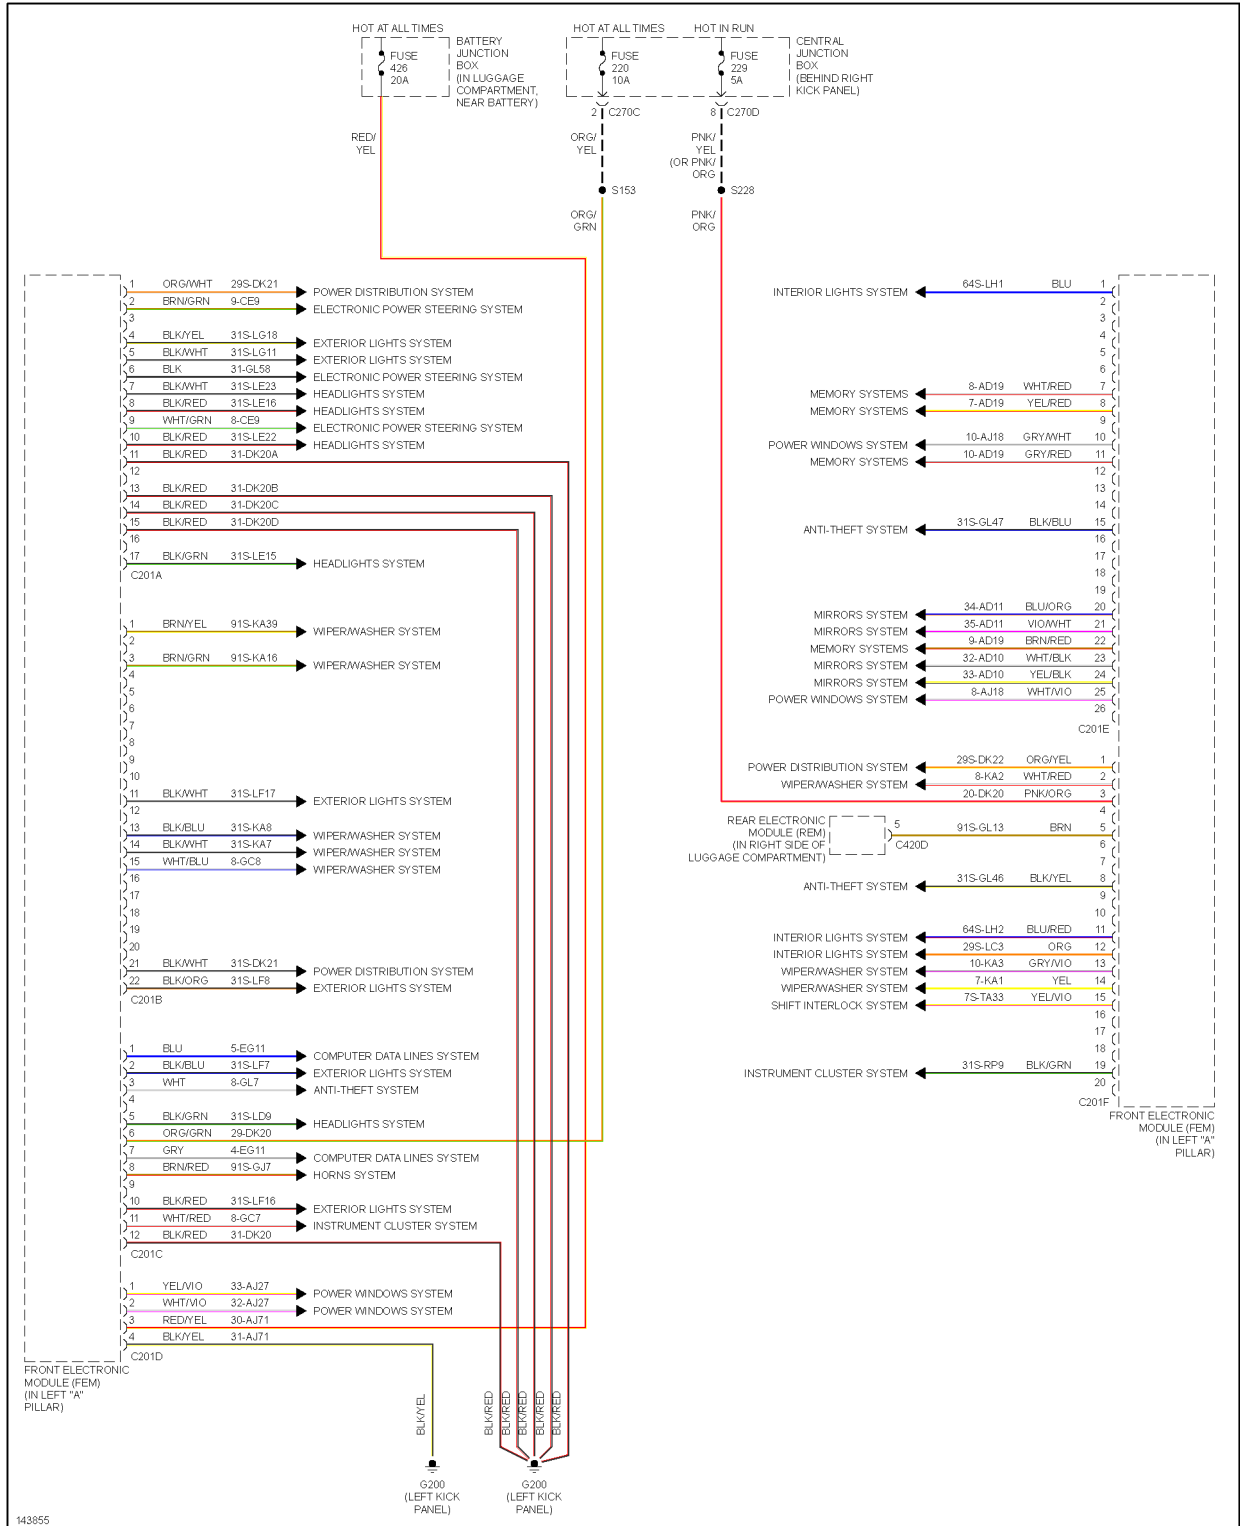 HOT AT ALL TIMES
HOT AT ALL TIMES
HOT IN RUN
FUSE
426
20A
BATTERY
JUNCTION
BOX
(IN LUGGAGE
COMPARTMENT,
NEAR BATTERY)
FUSE
220
10A
FUSE
229
5A
CENTRAL
JUNCTION
BOX
(BEHIND RIGHT
KICK PANEL)
2 C270C
8 C270D
RED/
YEL
ORG/
YEL
PNK/
YEL
(OR PNK/
ORG
S153
S228
ORG/
GRN
PNK/
ORG
1 ORG/WHT 29S-DK21 POWER DISTRIBUTION SYSTEM
2 BRN/GRN 9-CE9 ELECTRONIC POWER STEERING SYSTEM
3
4 BLK/YEL 31S-LG18 EXTERIOR LIGHTS SYSTEM
5 BLK/WHT 31S-LG11 EXTERIOR LIGHTS SYSTEM
6 BLK 31-GL58 ELECTRONIC POWER STEERING SYSTEM
7 BLK/WHT 31S-LE23 HEADLIGHTS SYSTEM
8 BLK/RED 31S-LE16 HEADLIGHTS SYSTEM
9 WHT/GRN 8-CE9 ELECTRONIC POWER STEERING SYSTEM
10 BLK/RED 31S-LE22 HEADLIGHTS SYSTEM
11 BLK/RED 31-DK20A
12
13 BLK/RED 31-DK20B
14 BLK/RED 31-DK20C
15 BLK/RED 31-DK20D
16
17 BLK/GRN 31S-LE15 HEADLIGHTS SYSTEM
C201A
1 BRN/YEL 91S-KA39 WIPER/WASHER SYSTEM
2
3 BRN/GRN 91S-KA16 WIPER/WASHER SYSTEM
4
5
6
7
8
9
10
11 BLK/WHT 31S-LF17 EXTERIOR LIGHTS SYSTEM
12
13 BLK/BLU 31S-KA8 WIPER/WASHER SYSTEM
14 BLK/WHT 31S-KA7 WIPER/WASHER SYSTEM
15 WHT/BLU 8-GC8 WIPER/WASHER SYSTEM
16
17
18
19
20
21 BLK/WHT 31S-DK21 POWER DISTRIBUTION SYSTEM
22 BLK/ORG 31S-LF8 EXTERIOR LIGHTS SYSTEM
C201B
1 BLU 5-EG11 COMPUTER DATA LINES SYSTEM
2 BLK/BLU 31S-LF7 EXTERIOR LIGHTS SYSTEM
3 WHT 8-GL7 ANTI-THEFT SYSTEM
4
5 BLK/GRN 31S-LD9 HEADLIGHTS SYSTEM
6 ORG/GRN 29-DK20
7 GRY 4-EG11 COMPUTER DATA LINES SYSTEM
8 BRN/RED 91S-GJ7 HORNS SYSTEM
9
10 BLK/RED 31S-LF16 EXTERIOR LIGHTS SYSTEM
11 WHT/RED 8-GC7 INSTRUMENT CLUSTER SYSTEM
12 BLK/RED 31-DK20
C201C
1 YEL/VIO 33-AJ27 POWER WINDOWS SYSTEM
2 WHT/VIO 32-AJ27 POWER WINDOWS SYSTEM
3 RED/YEL 30-AJ71
4 BLK/YEL 31-AJ71
C201D
FRONT ELECTRONIC
MODULE (FEM)
(IN LEFT "A"
PILLAR)
BLK/YEL
BLK/RED
BLK/RED
BLK/RED
BLK/RED
BLK/RED
G200
(LEFT KICK
PANEL)
G200
(LEFT KICK
PANEL)
INTERIOR LIGHTS SYSTEM 64S-LH1 BLU 1
2
3
4
5
6
MEMORY SYSTEMS 8-AD19 WHT/RED 7
MEMORY SYSTEMS 7-AD19 YEL/RED 8
9
POWER WINDOWS SYSTEM 10-AJ18 GRY/WHT 10
MEMORY SYSTEMS 10-AD19 GRY/RED 11
12
13
14
ANTI-THEFT SYSTEM 31S-GL47 BLK/BLU 15
16
17
18
19
MIRRORS SYSTEM 34-AD11 BLU/ORG 20
MIRRORS SYSTEM 35-AD11 VIO/WHT 21
MEMORY SYSTEMS 9-AD19 BRN/RED 22
MIRRORS SYSTEM 32-AD10 WHT/BLK 23
MIRRORS SYSTEM 33-AD10 YEL/BLK 24
POWER WINDOWS SYSTEM 8-AJ18 WHT/VIO 25
26
C201E
POWER DISTRIBUTION SYSTEM 29S-DK22 ORG/YEL 1
WIPER/WASHER SYSTEM 8-KA2 WHT/RED 2
20-DK20 PNK/ORG 3
4
REAR ELECTRONIC
MODULE (REM)
(IN RIGHT SIDE OF
LUGGAGE COMPARTMENT)
5
C420D
91S-GL13 BRN 5
6
7
ANTI-THEFT SYSTEM 31S-GL46 BLK/YEL 8
9
10
INTERIOR LIGHTS SYSTEM 64S-LH2 BLU/RED 11
INTERIOR LIGHTS SYSTEM 29S-LC3 ORG 12
WIPER/WASHER SYSTEM 10-KA3 GRY/VIO 13
WIPER/WASHER SYSTEM 7-KA1 YEL 14
SHIFT INTERLOCK SYSTEM 7S-TA33 YEL/VIO 15
16
17
18
INSTRUMENT CLUSTER SYSTEM 31S-RP9 BLK/GRN 19
20
C201F
FRONT ELECTRONIC
MODULE (FEM)
(IN LEFT "A"
PILLAR)
143855